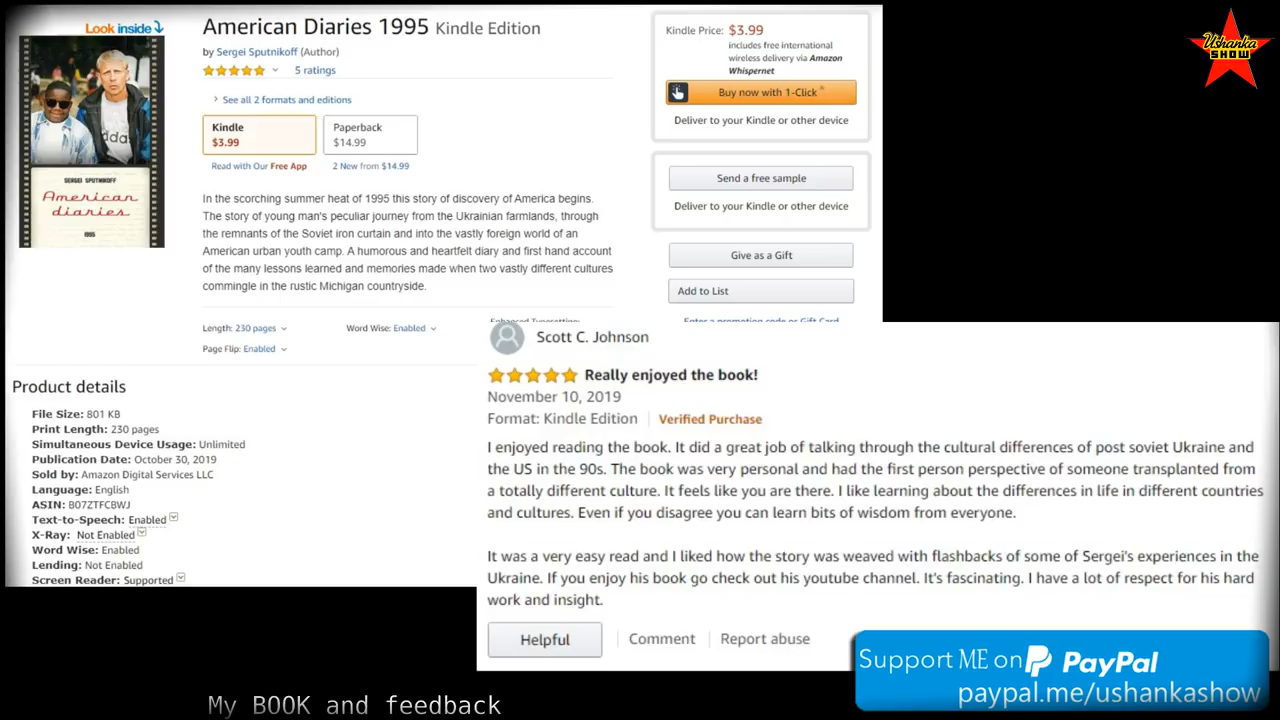 Look inside
American Diaries 1995 Kindle Edition
by Sergei Sputnikoff (Author)
5 ratings
See all 2 formats and editions
Kindle
$3.99
Paperback
$14.99
Read with Our Free App
2 New from $14.99
In the scorching summer heat of 1995 this story of discovery of America begins.
The story of young man's peculiar journey from the Ukrainian farmlands, through
the remnants of the Soviet iron curtain and into the vastly foreign world of an
American urban youth camp. A humorous and heartfelt diary and first hand account
of the many lessons learned and memories made when two vastly different cultures
commingle in the rustic Michigan countryside.
Length: 230 pages
Word Wise: Enabled
Enhanced Typesetting:
Page Flip: Enabled
SERGEI SPUTNIKOFF
American
diaries
1995
Kindle Price: $3.99
includes free international
wireless delivery via Amazon
Whispernet
Buy now with 1-Click
Deliver to your Kindle or other device
Send a free sample
Deliver to your Kindle or other device
Give as a Gift
Add to List
Enter a promotion code or Gift Card
Ushanka
SHOW
Product details
File Size: 801 KB
Print Length: 230 pages
Simultaneous Device Usage: Unlimited
Publication Date: October 30, 2019
Sold by: Amazon Digital Services LLC
Language: English
ASIN: B07ZTFCBWJ
Text-to-Speech: Enabled
X-Ray: Not Enabled
Word Wise: Enabled
Lending: Not Enabled
Screen Reader: Supported
Scott C. Johnson
Really enjoyed the book!
November 10, 2019
Format: Kindle Edition
Verified Purchase
I enjoyed reading the book. It did a great job of talking through the cultural differences of post soviet Ukraine and
the US in the 90s. The book was very personal and had the first person perspective of someone transplanted from
a totally different culture. It feels like you are there. I like learning about the differences in life in different countries
and cultures. Even if you disagree you can learn bits of wisdom from everyone.
It was a very easy read and I liked how the story was weaved with flashbacks of some of Sergei's experiences in the
Ukraine. If you enjoy his book go check out his youtube channel. It's fascinating. I have a lot of respect for his hard
work and insight.
Helpful
Comment
Report abuse
Support ME on PayPal
paypal.me/ushankashow
My BOOK and feedback